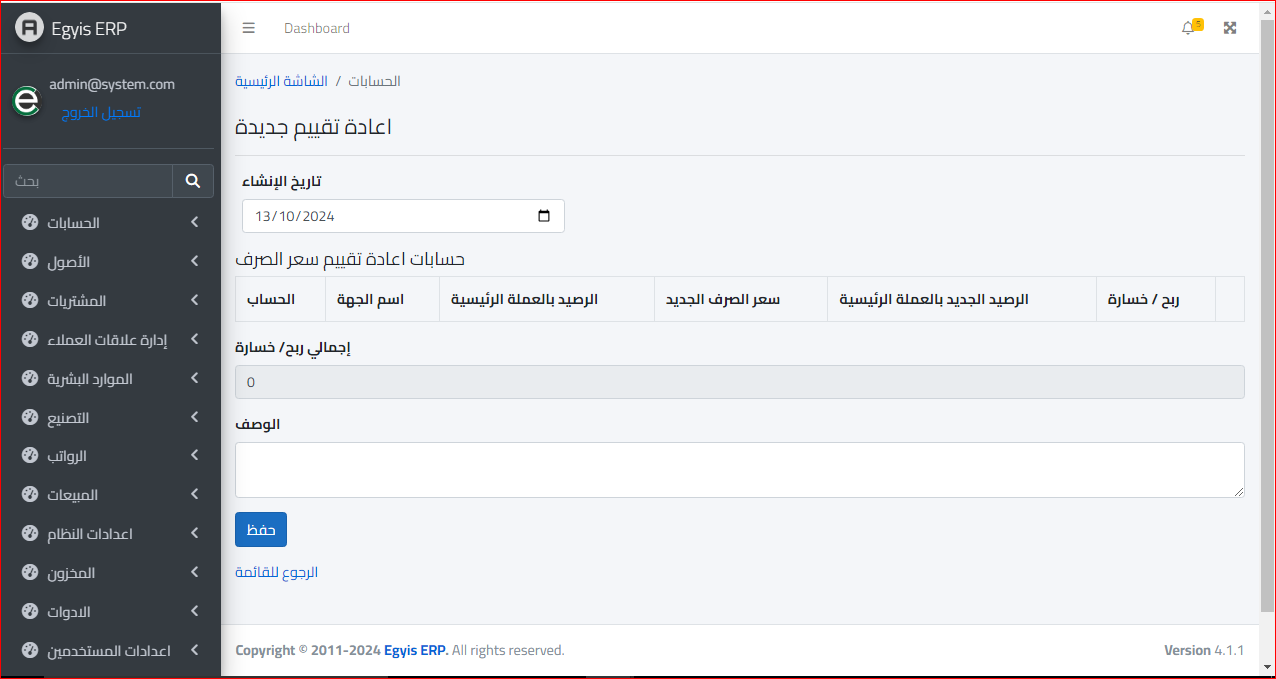 Egyis ERP
admin@system.com
تسجيل الخروج
بحث
الحسابات
الأصول
المشتريات
إدارة علاقات العملاء
الموارد البشرية
التصنيع
الرواتب
المبيعات
اعدادات النظام
المخزون
الادوات
اعدادات المستخدمين
Dashboard
5
الشاشة الرئيسية / الحسابات
اعادة تقييم جديدة
تاريخ الإنشاء
13/10/2024
حسابات اعادة تقييم سعر الصرف
الحساب اسم الجهة الرصيد بالعملة الرئيسية سعر الصرف الجديد الرصيد الجديد بالعملة الرئيسية ربح / خسارة
إجمالي ربح/ خسارة
0
الوصف
حفظ
الرجوع للقائمة
Copyright © 2011-2024 Egyis ERP. All rights reserved.
Version 4.1.1